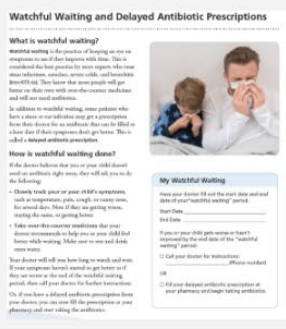 Watchful Waiting and Delayed Antibiotic Prescriptions
What is watchful waiting?
Watchful waiting is the practice of keeping an eye on
symptoms to see if they improve with time. This is
considered the best practice by most experts who treat
sinus infections, earaches, severe colds, and bronchitis
They know that most people will get
better on their own with over-the-counter medicines
and will not need antibiotics.
In addition to watchful waiting, some patients who
have a sinus or ear infection may get a prescription
from their doctor for an antibiotic that can be filled at
a later date if their symptoms don't get better. This is
called a delayed antibiotic prescription.
How is watchful waiting done?
If the doctor believes that you or your child doesn't
need an antibiotic right away, they will ask you to do
the following:
• Closely track your or your child's symptoms,
such as temperature, pain, cough, or runny nose,
for several days. Note if they are getting worse,
staying the same, or getting better.
• Take over-the-counter medicines that your
doctor recommends to help you or your child feel
better while waiting. Make sure to rest and drink
extra water.
Your doctor will tell you how long to watch and wait.
If your symptoms haven't started to get better or if
they are worse at the end of the watchful waiting
period, then call your doctor for further instructions.
Or, if you have a delayed antibiotic prescription from
your doctor, you can now fill the prescription at your
pharmacy and start taking the antibiotics.
My Watchful Waiting
Have your doctor fill out the start date and end
date of your "watchful waiting" period.
Start Date
End Date
If you or your child gets worse or hasn't
improved by the end date of the "watchful
waiting" period:
☐ Call your doctor for instructions:
(Phone number)
OR
☐ Fill your delayed antibiotic prescription at
your pharmacy and begin taking antibiotics.